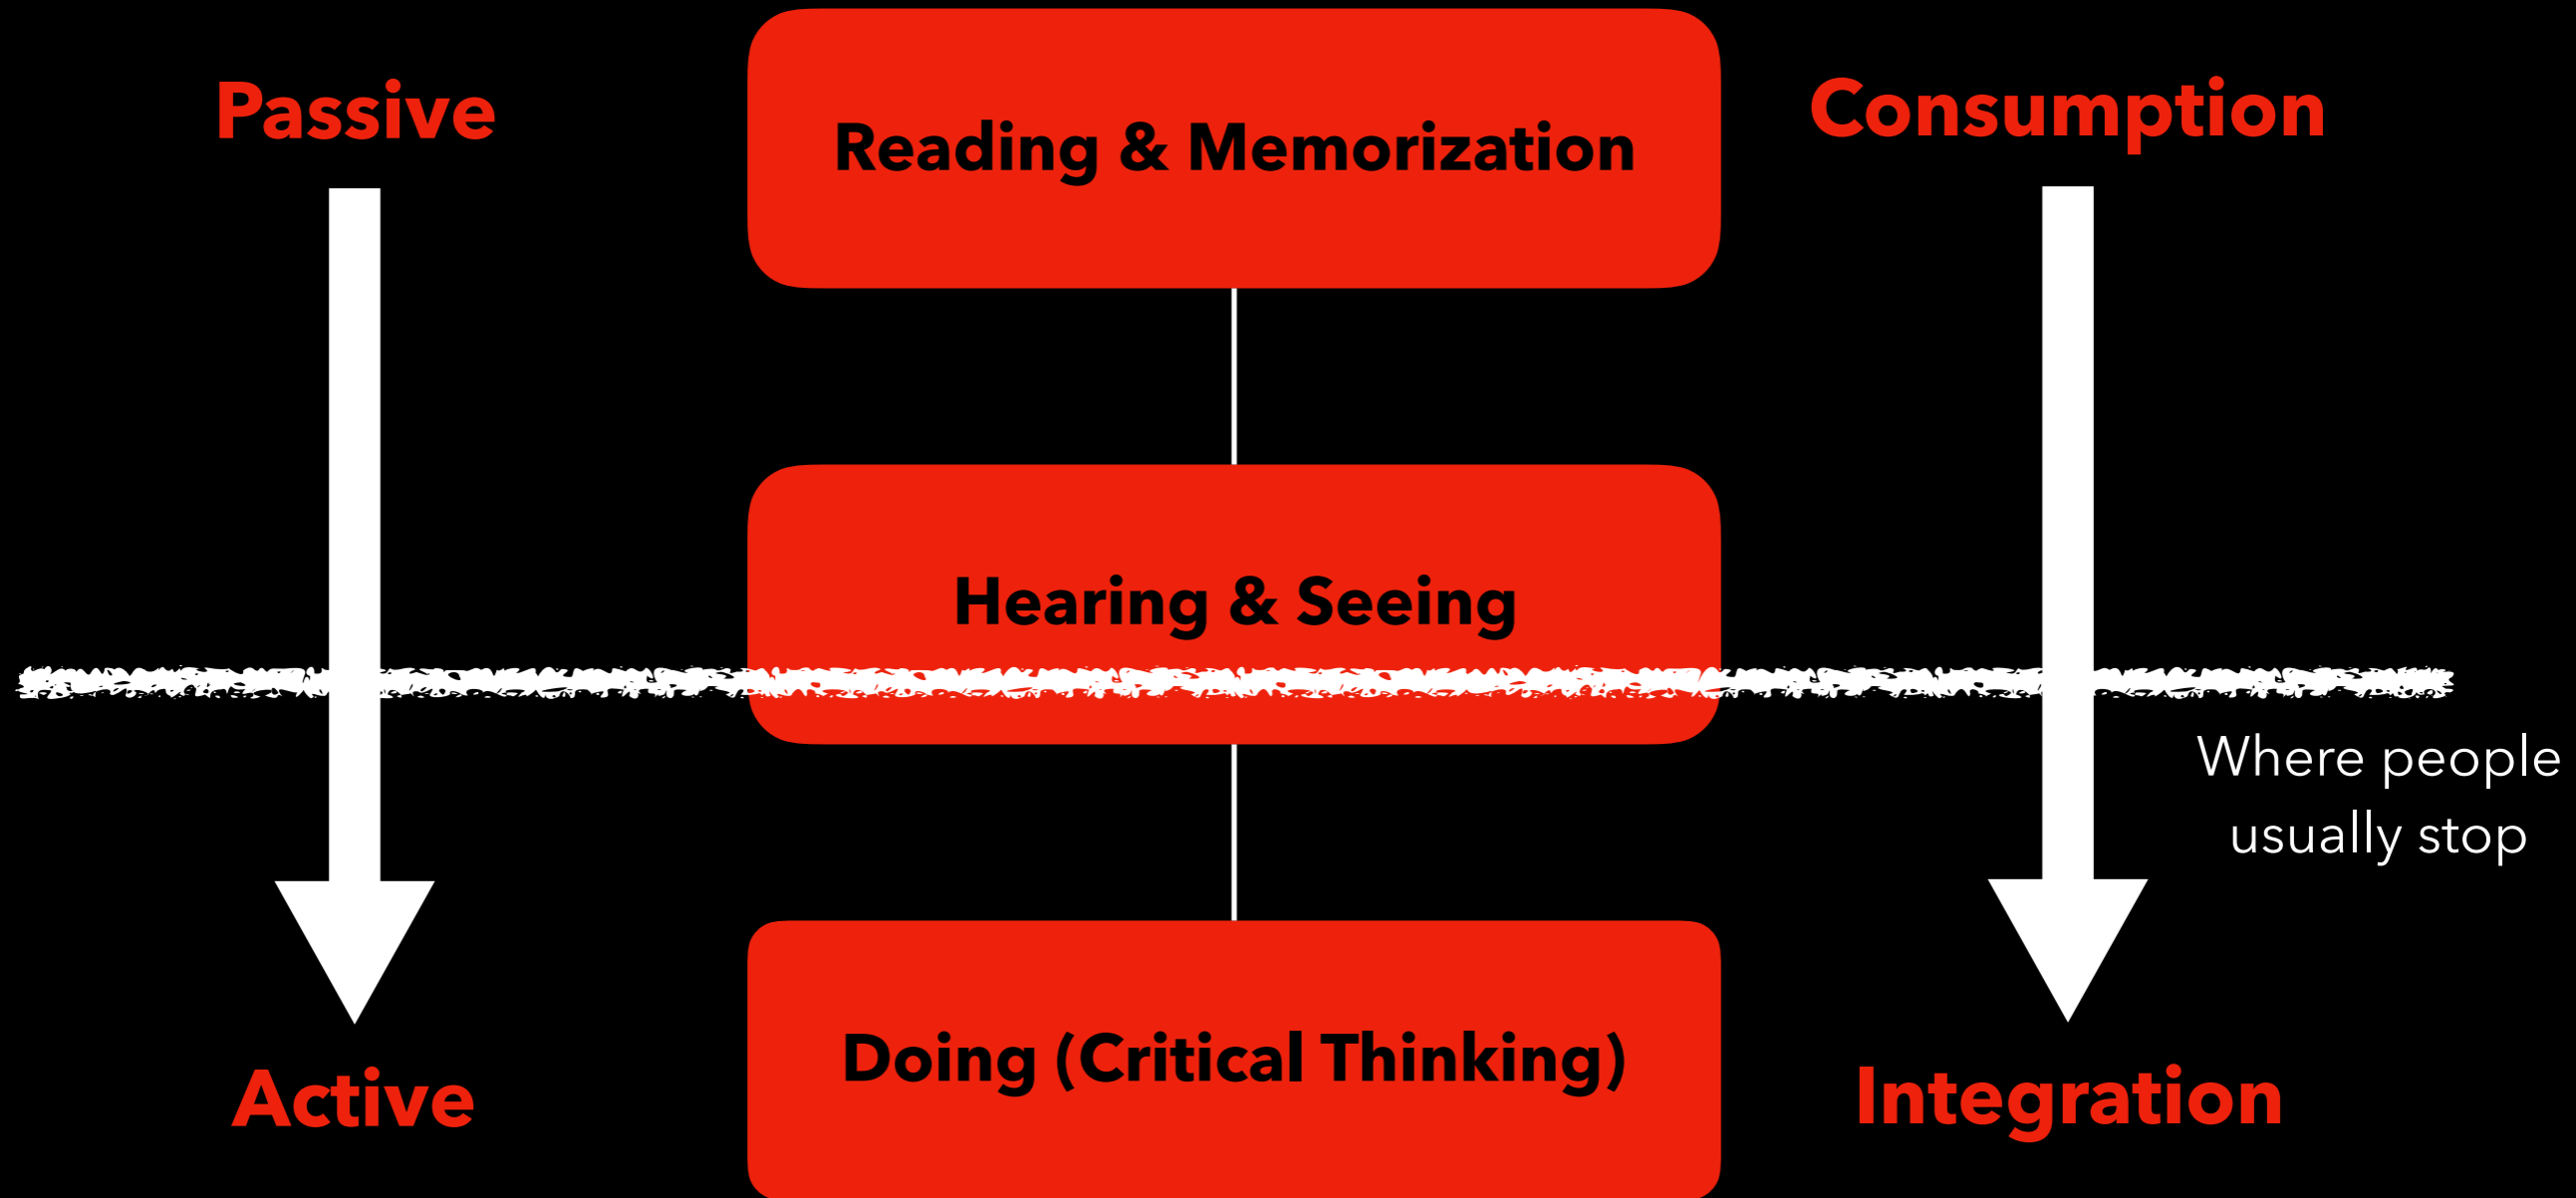 Passive
Reading & Memorization
Consumption
Hearing & Seeing
Where people
usually stop
Active
Doing (Critical Thinking)
Integration